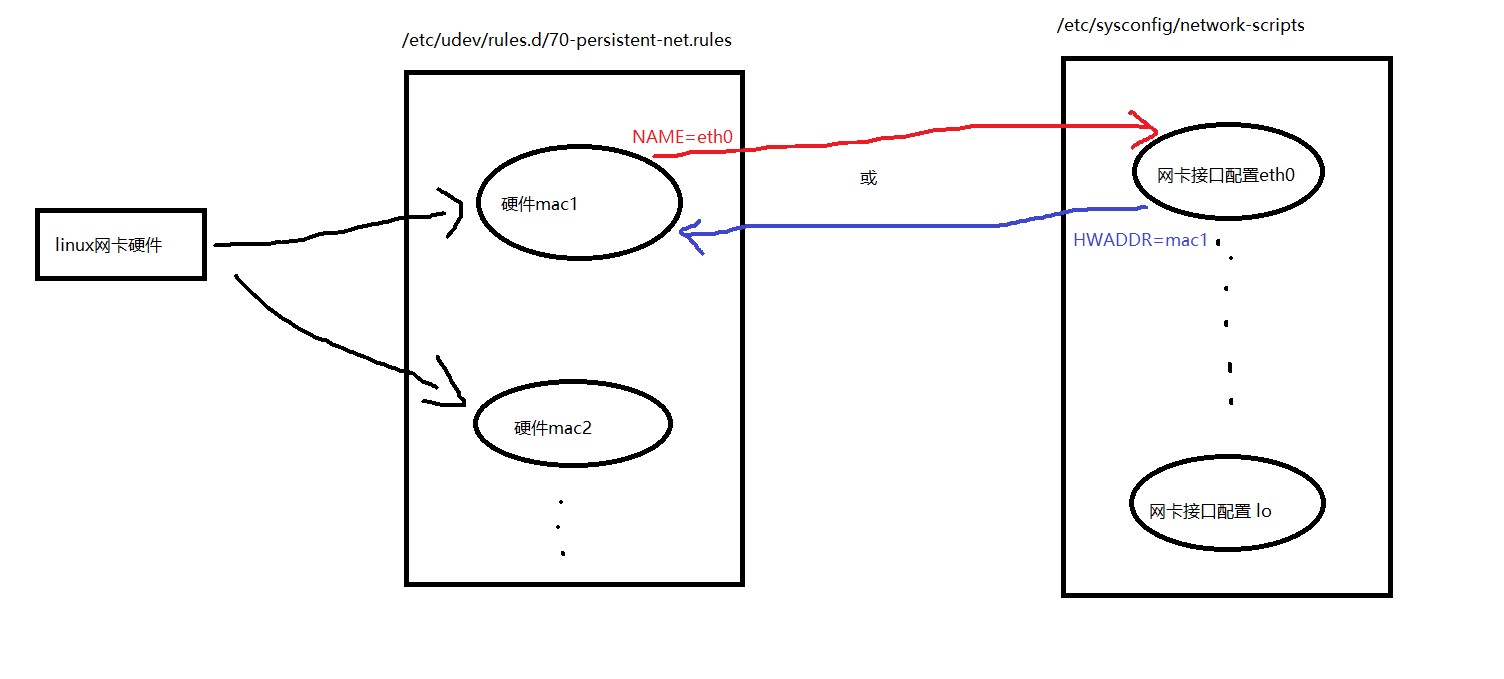 /etc/udev/rules.d/70-persistent-net.rules
/etc/sysconfig/network-scripts
NAME=eth0
或
硬件mac1
网卡接口配置eth0
linux网卡硬件
HWADDR=mac1
硬件mac2
网卡接口配置 lo